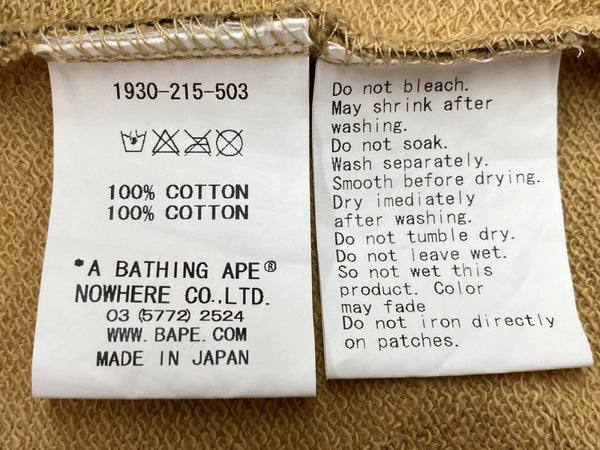 1930-215-503
100% COTTON
100% COTTON
*A BATHING APE®
NOWHERE CO.,LTD.
03 (5772) 2524
WWW. BAPE. COM
MADE IN JAPAN
Do not bleach.
May shrink after
washing.
Do not soak.
Wash separately.
Smooth before drying.
Dry imediately
after washing.
Do not tumble dry.
Do not leave wet.
So not wet this
product. Color
may fade
Do not iron directly
on patches.